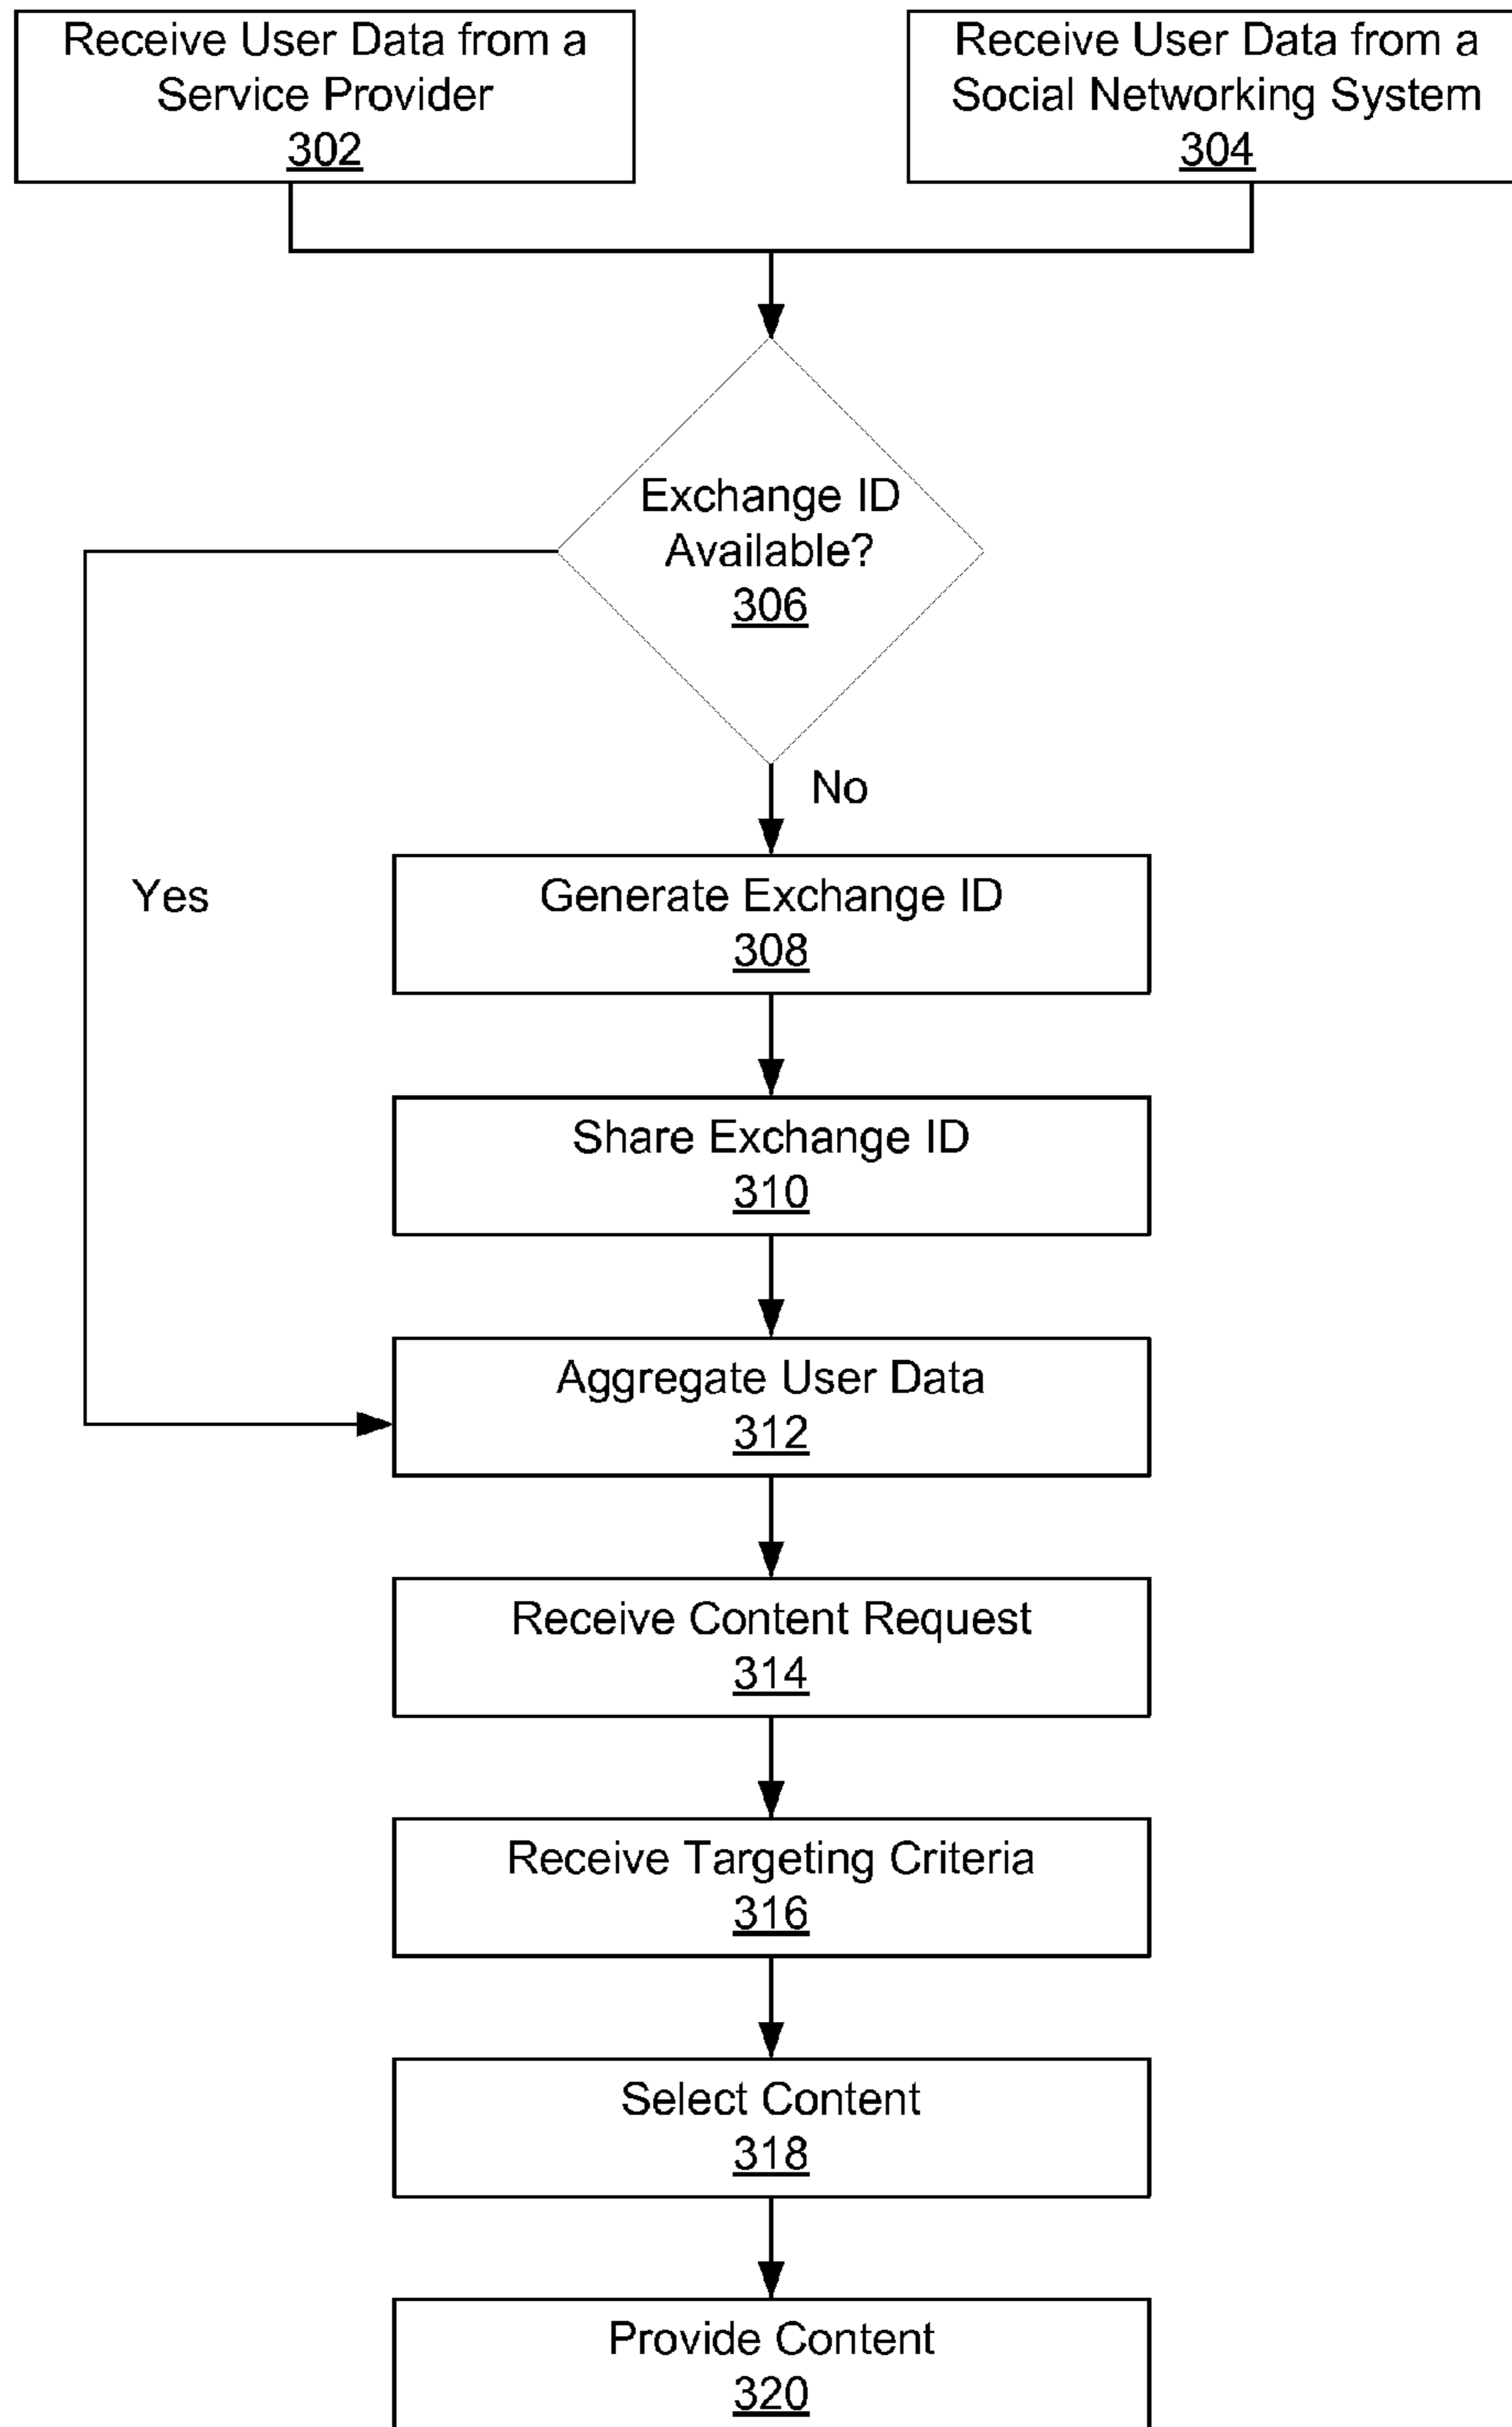 Receive User Data from a
Service Provider
302
Receive User Data from a
Social Networking System
304
Exchange ID
Available?
306
No
Yes
Generate Exchange ID
308
Share Exchange ID
310
Aggregate User Data
312
Receive Content Request
314
Receive Targeting Criteria
316
Select Content
318
Provide Content
320